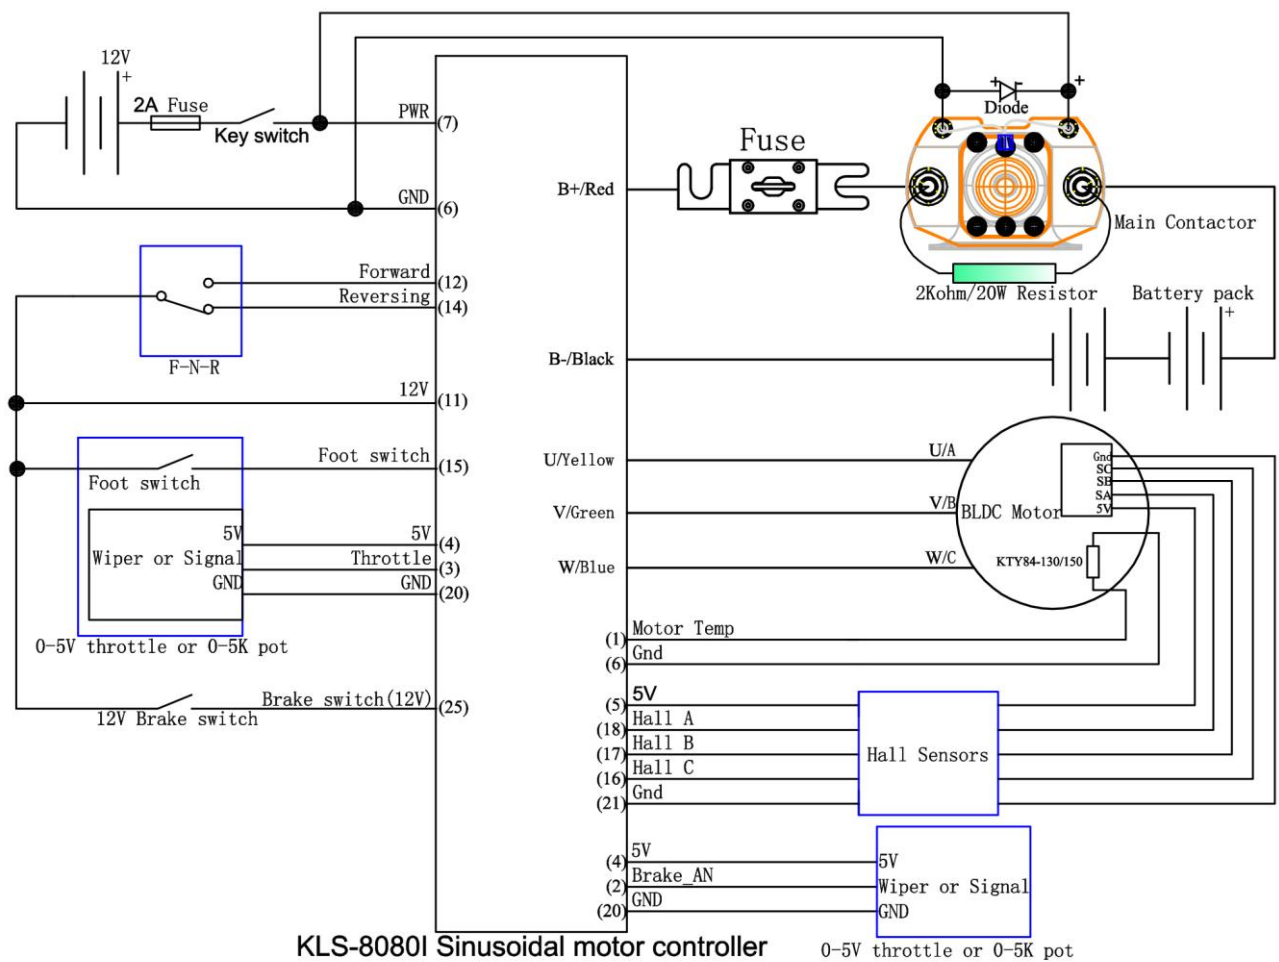 12V
+
2A Fuse
Key switch
PWR
(7)
GND
(6)
Forward
(12)
Reversing
(14)
F-N-R
12V
(11)
Foot switch
(15)
Foot switch
5V
5V
(4)
Wiper or Signal
Throttle
(3)
GND
GND
(20)
0-5V throttle or 0-5K pot
Brake switch(12V)
(25)
12V Brake switch
+
+
Diode
Fuse
B+/Red
Main Contactor
2Kohm/20W Resistor
Battery pack
+
B-/Black
U/Yellow
U/A
V/Green
V/B
W/Blue
W/C
BLDC Motor
Gnd
SC
SB
SA
5V
KTY84-130/150
(1)
Motor Temp
(6)
Gnd
(5)
5V
(18)
Hall A
(17)
Hall B
(16)
Hall C
(21)
Gnd
Hall Sensors
(4)
5V
5V
(2)
Brake_AN
Wiper or Signal
(20)
GND
GND
0-5V throttle or 0-5K pot
KLS-8080I Sinusoidal motor controller